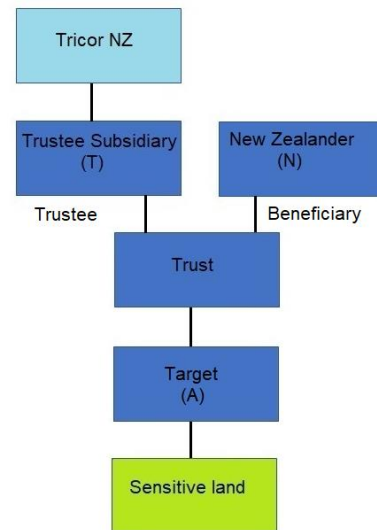 Tricor NZ
Trustee Subsidiary
(T)
New Zealander
(N)
Trustee
Beneficiary
Trust
Target
(A)
Sensitive land